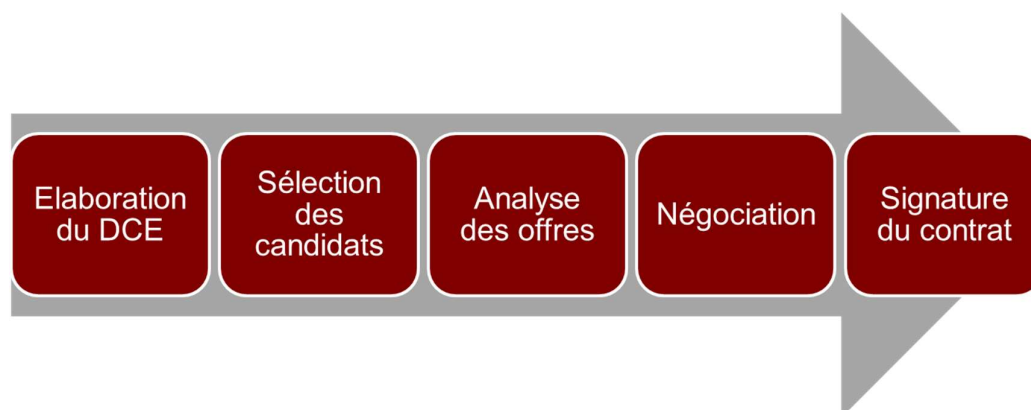 Elaboration
du DCE
Sélection
des
candidats
Analyse
des offres
Négociation
Signature
du contrat